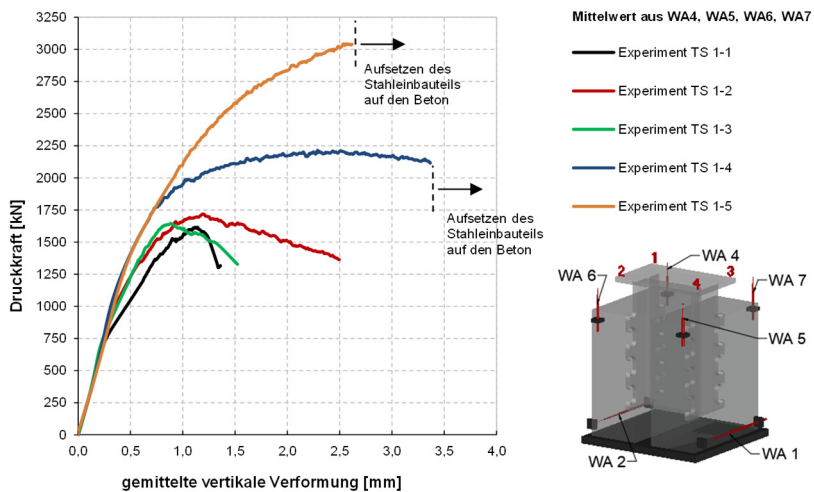 3250
3000
2750
2500
2250
2000
1750
1500
1250
1000
750
500
250
0
Druckkraft [kN]
0,0
0,5
1,0
1,5
2,0
2,5
3,0
3,5
4,0
gemittelte vertikale Verformung [mm]
Aufsetzen des
Stahleinbauteils
auf den Beton
Aufsetzen des
Stahleinbauteils
auf den Beton
Mittelwert aus WA4, WA5, WA6, WA7
Experiment TS 1-1
Experiment TS 1-2
Experiment TS 1-3
Experiment TS 1-4
Experiment TS 1-5
1
WA 4
2
3
WA 6
4
WA 7
WA 5
WA 2
WA 1